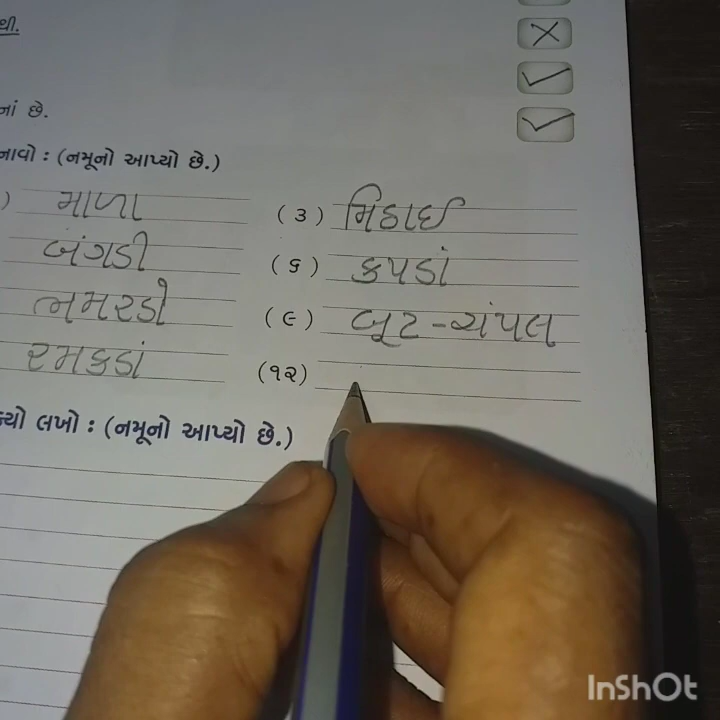 થી.
નાં છે.
નાવો : (નમૂનો આપ્યો છે.)
) માળા (૩) મિઠાઈ
બંગડી (૬) કપડાં
ભમરડો (૯) બૂટ-ચંપલ
રમકડાં (૧૨)
ક્યો લખો : (નમૂનો આપ્યો છે.)
InShOt